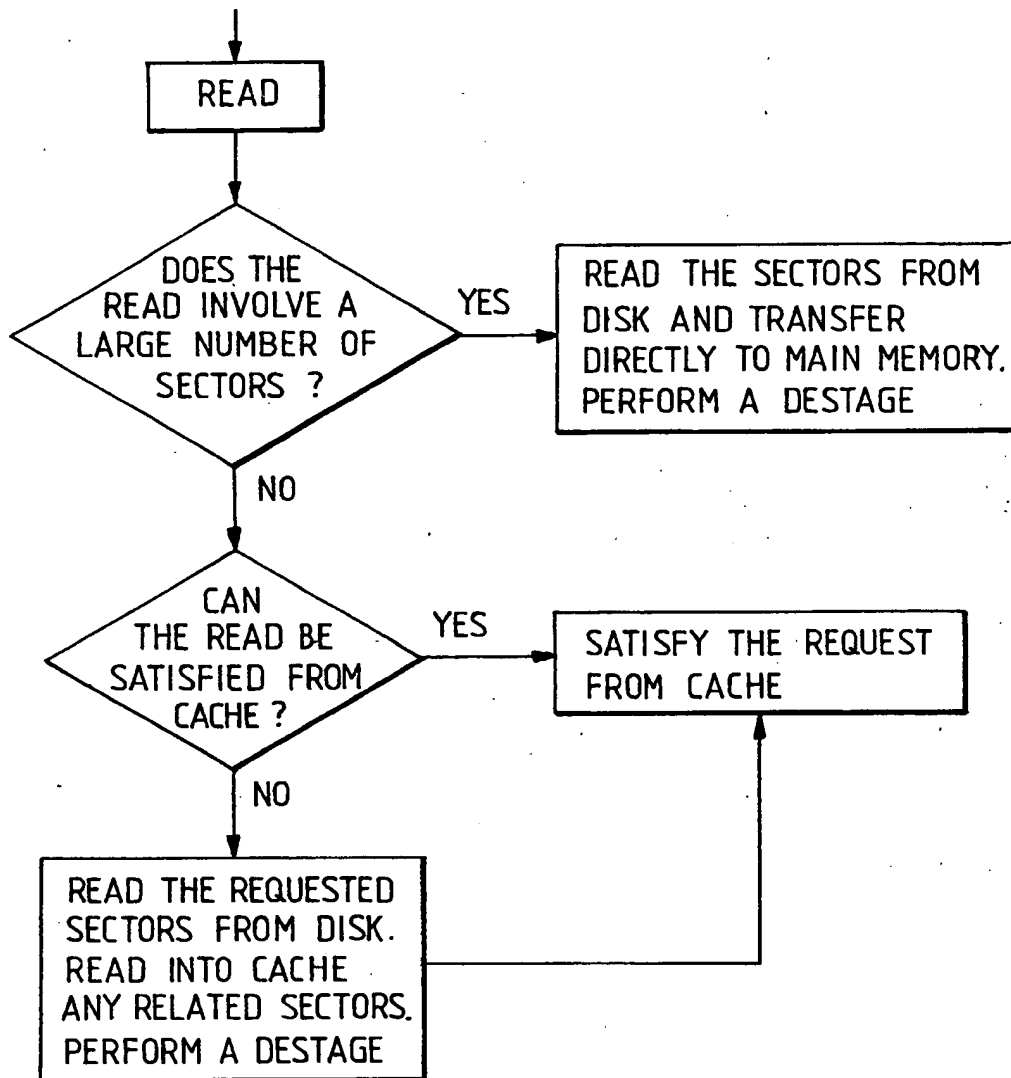 READ
DOES THE
READ INVOLVE A
LARGE NUMBER OF
SECTORS ?
YES
READ THE SECTORS FROM
DISK AND TRANSFER
DIRECTLY TO MAIN MEMORY.
PERFORM A DESTAGE
NO
CAN
THE READ BE
SATISFIED FROM
CACHE ?
YES
SATISFY THE REQUEST
FROM CACHE
NO
READ THE REQUESTED
SECTORS FROM DISK.
READ INTO CACHE
ANY RELATED SECTORS.
PERFORM A DESTAGE